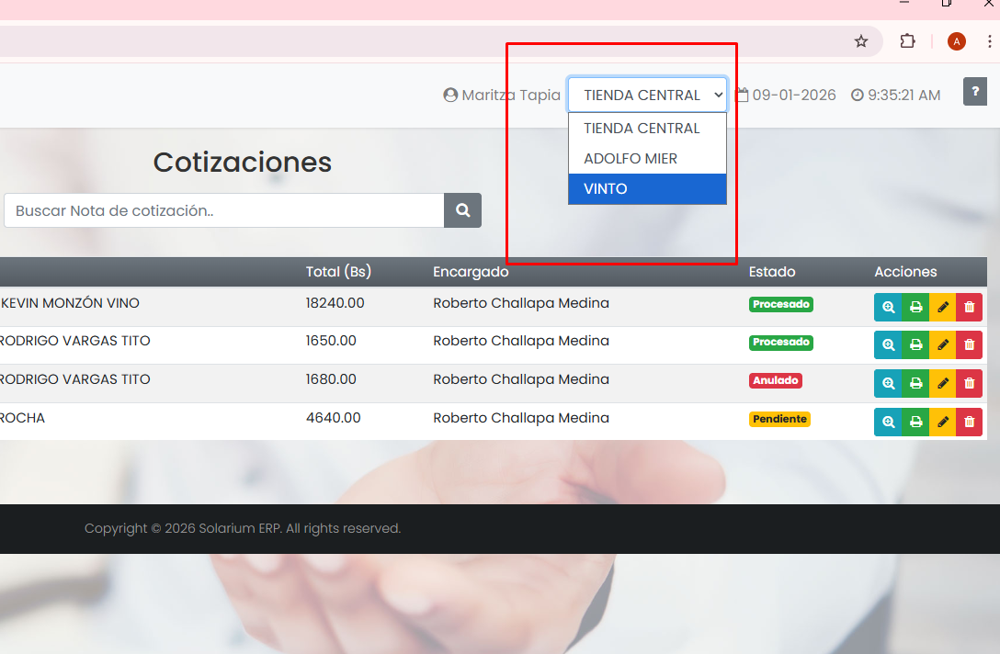 A
Maritza Tapia TIENDA CENTRAL 09-01-2026 9:35:21 AM ?
TIENDA CENTRAL
ADOLFO MIER
VINTO
Cotizaciones
Buscar Nota de cotización..
Total (Bs) Encargado Estado Acciones
KEVIN MONZÓN VINO 18240.00 Roberto Challapa Medina Procesado
RODRIGO VARGAS TITO 1650.00 Roberto Challapa Medina Procesado
RODRIGO VARGAS TITO 1680.00 Roberto Challapa Medina Anulado
ROCHA 4640.00 Roberto Challapa Medina Pendiente
Copyright © 2026 Solarium ERP. All rights reserved.